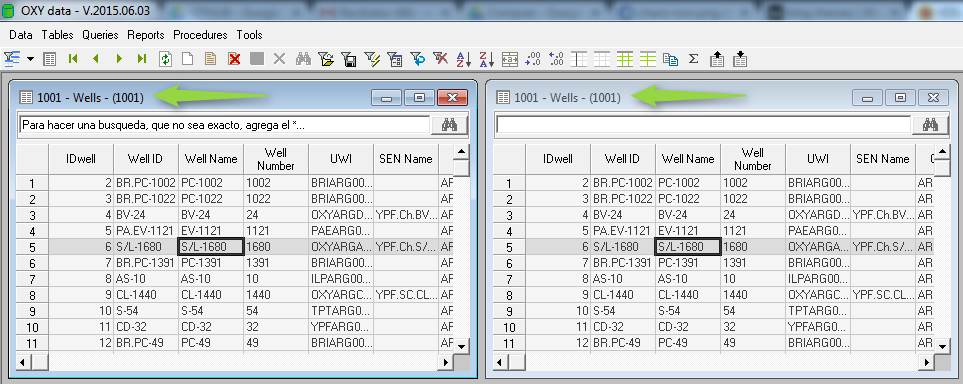 OXY data - V.2015.06.03
Data Tables Queries Reports Procedures Tools
1001 - Wells - (1001)
Para hacer una busqueda, que no sea exacto, agrega el *...
IDwell Well ID Well Name Well Number UWI SEN Name
1 2 BR.PC-1002 PC-1002 1002 BRIARG00... AR
2 3 BR.PC-1022 PC-1022 1022 BRIARG00... AR
3 4 BV-24 BV-24 24 OXYARGD... YPF.Ch.BV... AR
4 5 PA.EV-1121 EV-1121 1121 PAEARG00... AR
5 6 S/L-1680 S/L-1680 1680 OXYARGA... YPF.Ch.S/... AR
6 7 BR.PC-1391 PC-1391 1391 BRIARG00... AR
7 8 AS-10 AS-10 10 ILPARG00... AR
8 9 CL-1440 CL-1440 1440 OXYARGC... YPF.SC.CL... AR
9 10 S-54 S-54 54 TPTARG0... AR
10 11 CD-32 CD-32 32 YPFARG0... AR
11 12 BR.PC-49 PC-49 49 BRIARG00... AR
1001 - Wells - (1001)
IDwell Well ID Well Name Well Number UWI SEN Name
1 2 BR.PC-1002 PC-1002 1002 BRIARG00... AR
2 3 BR.PC-1022 PC-1022 1022 BRIARG00... AR
3 4 BV-24 BV-24 24 OXYARGD... YPF.Ch.BV... AR
4 5 PA.EV-1121 EV-1121 1121 PAEARG00... AR
5 6 S/L-1680 S/L-1680 1680 OXYARGA... YPF.Ch.S/... AR
6 7 BR.PC-1391 PC-1391 1391 BRIARG00... AR
7 8 AS-10 AS-10 10 ILPARG00... AR
8 9 CL-1440 CL-1440 1440 OXYARGC... YPF.SC.CL... AR
9 10 S-54 S-54 54 TPTARG0... AR
10 11 CD-32 CD-32 32 YPFARG0... AR
11 12 BR.PC-49 PC-49 49 BRIARG00... AR